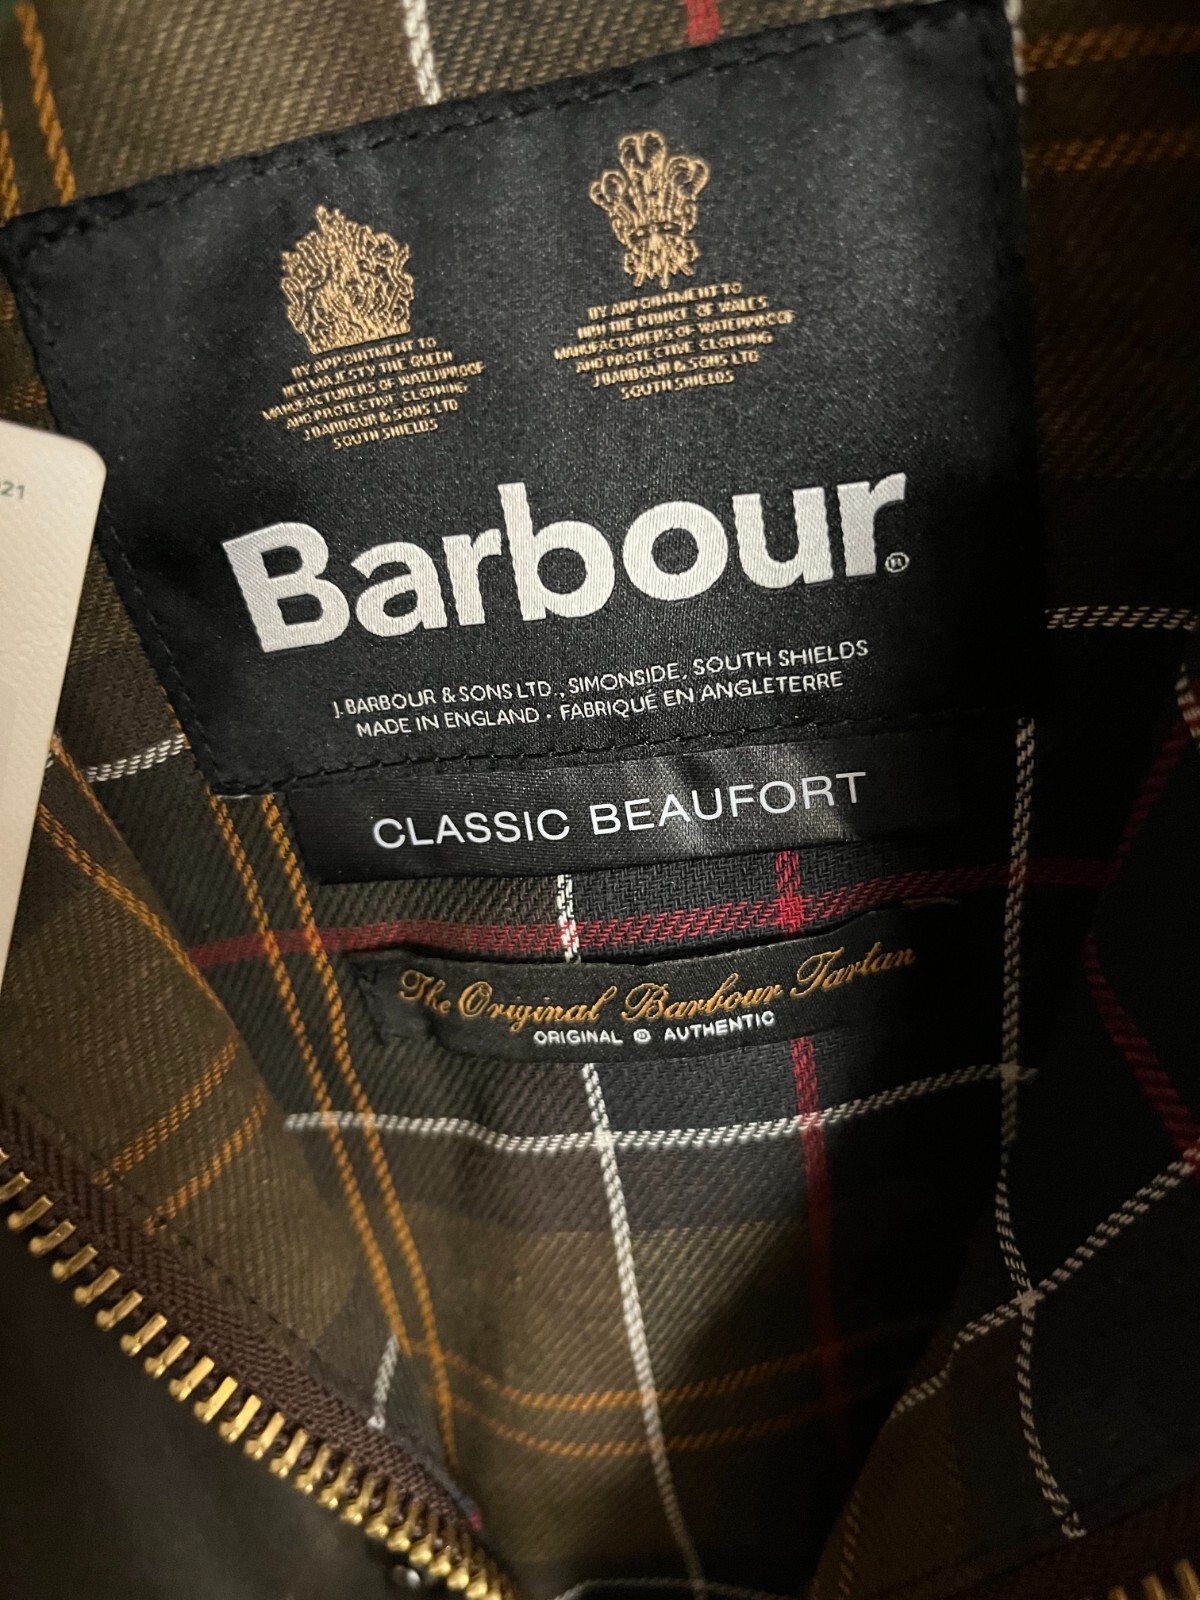 BY APPOINTMENT TO
HER MAJESTY THE QUEEN
MANUFACTURERS OF WATERPROOF
AND PROTECTIVE CLOTHING
J BARBOUR & SONS LTD
SOUTH SHIELDS
BY APPOINTMENT TO
HRH THE PRINCE OF WALES
MANUFACTURERS OF WATERPROOF
AND PROTECTIVE CLOTHING
J BARBOUR & SONS LTD
SOUTH SHIELDS
21
Barbour®
J. BARBOUR & SONS LTD., SIMONSIDE, SOUTH SHIELDS
MADE IN ENGLAND · FABRIQUÉ EN ANGLETERRE
CLASSIC BEAUFORT
The Original Barbour Tartan
ORIGINAL ® AUTHENTIC